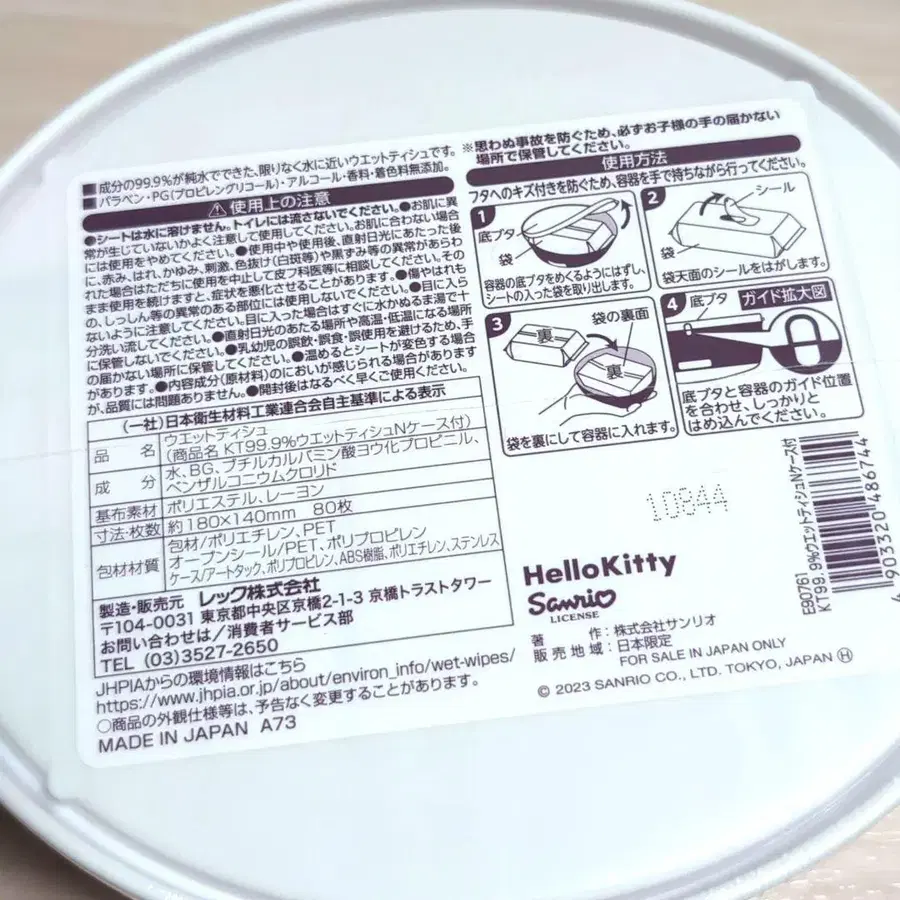 ■成分の99.9%が純水でできた、限りなく水に近いウエットティシュです。
■パラベン・PG(プロピレングリコール)・アルコール・香料・着色料無添加。
⚠使用上の注意
●シートは水に溶けません。トイレには流さないでください。●お肌に異
常が生じていないかよく注意して使用してください。お肌に合わない場合
には使用をやめてください。●使用中や使用後、直射日光にあたった後
に、赤み、はれ、かゆみ、刺激、色抜け(白斑等)や黒ずみ等の異常があらわ
れた場合はただちに使用を中止して皮フ科医等に相談してください。その
まま使用を続けますと、症状を悪化させることがあります。●傷やはれも
の、しっしん等の異常のある部位には使用しないでください。●目に入ら
ないように注意してください。目に入った場合はすぐに水かぬるま湯で十
分洗い流してください。●直射日光のあたる場所や高温・低温になる場所
に保管しないでください。●乳幼児の誤飲・誤食・誤使用を避けるため、手
の届かない場所に保管してください。●温めるとシートが変色する場合
があります。●内容成分(原材料)のにおいが感じられる場合があります
が、品質には問題ありません。●開封後はなるべく早くご使用ください。
(一社)日本衛生材料工業連合会自主基準による表示
品名 ウエットティシュ
(商品名 KT99.9%ウエットティシュNケース付)
成分 水、BG、ブチルカルバミン酸ヨウ化プロピニル、
ベンザルコニウムクロリド
基布素材 ポリエステル、レーヨン
寸法・枚数 約180×140mm 80枚
包材材質 包材/ポリエチレン、PET
オープンシール/PET、ポリプロピレン
ケース/アートタック、ポリプロピレン、ABS樹脂、ポリエチレン、ステンレス
製造・販売元 レック株式会社
〒104-0031 東京都中央区京橋2-1-3 京橋トラストタワー
お問い合わせは/消費者サービス部
TEL (03)3527-2650
JHPIAからの環境情報はこちら
https://www.jhpia.or.jp/about/environ_info/wet-wipes/
○商品の外観仕様等は、予告なく変更することがあります。
MADE IN JAPAN A73
※思わぬ事故を防ぐため、必ずお子様の手の届かない
場所で保管してください。
使用方法
フタへのキズ付きを防ぐため、容器を手で持ちながら行ってください。
1
底ブタ
袋
容器の底ブタをめくるようにはずし、
シートの入った袋を取り出します。
2
シール
袋
袋天面のシールをはがします。
3
袋の裏面
裏
裏
袋を裏にして容器に入れます。
4
底ブタ
ガイド拡大図
底ブタと容器のガイド位置
を合わせ、しっかりと
はめ込んでください。
10844
HelloKitty
Sanrio
LICENSE
著作:株式会社サンリオ
販売地域:日本限定
FOR SALE IN JAPAN ONLY
© 2023 SANRIO CO., LTD. TOKYO, JAPAN Ⓗ
E90761
KT99.9%ウエットティシュNケース付
4903320486744